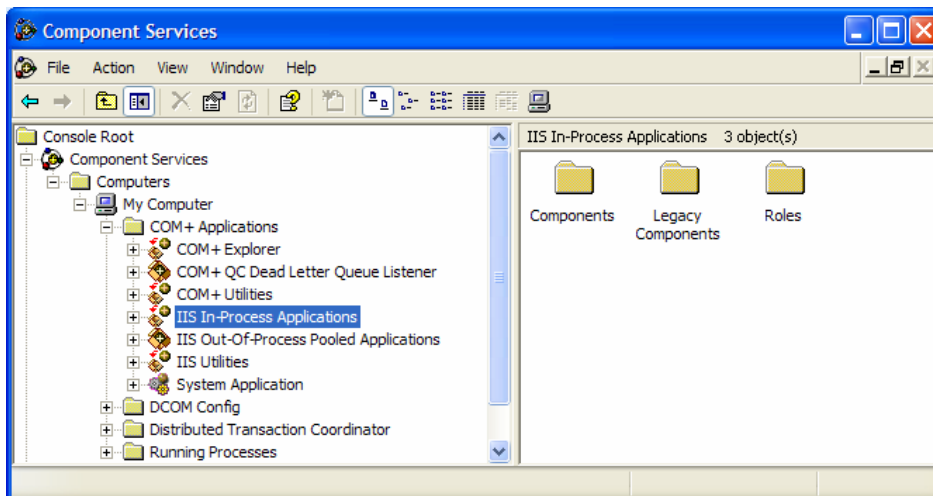 Component Services
File Action View Window Help
Console Root
Component Services
Computers
My Computer
COM+ Applications
COM+ Explorer
COM+ QC Dead Letter Queue Listener
COM+ Utilities
IIS In-Process Applications
IIS Out-Of-Process Pooled Applications
IIS Utilities
System Application
DCOM Config
Distributed Transaction Coordinator
Running Processes
IIS In-Process Applications 3 object(s)
Components
Legacy
Components
Roles